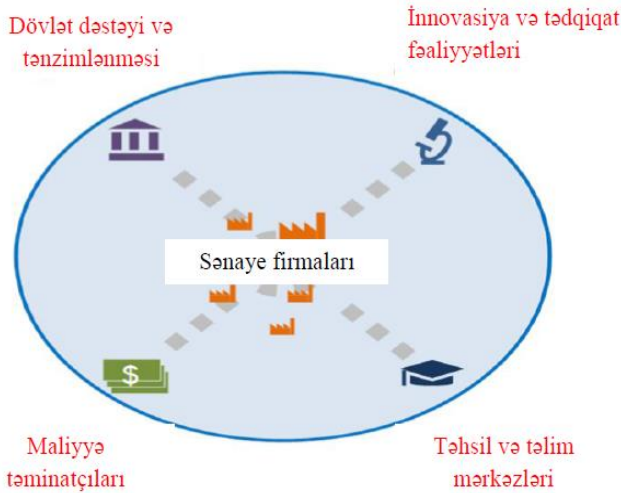 Dövlət dəstəyi və
tənzimlənməsi
İnnovasiya və tədqiqat
fəaliyyətləri
Sənaye firmaları
$
Maliyyə
təminatçıları
Təhsil və təlim
mərkəzləri